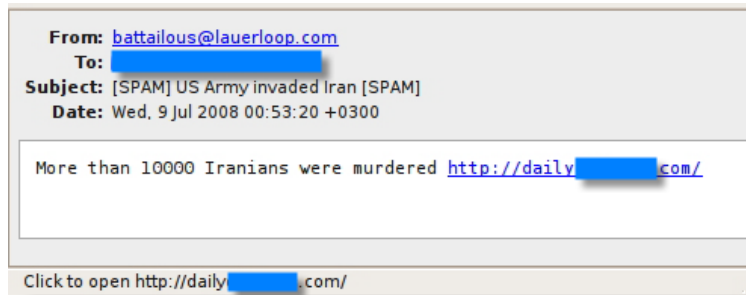 From: battailous@lauerloop.com
To:
Subject: [SPAM] US Army invaded Iran [SPAM]
Date: Wed, 9 Jul 2008 00:53:20 +0300
More than 10000 Iranians were murdered http://daily com/
Click to open http://daily .com/